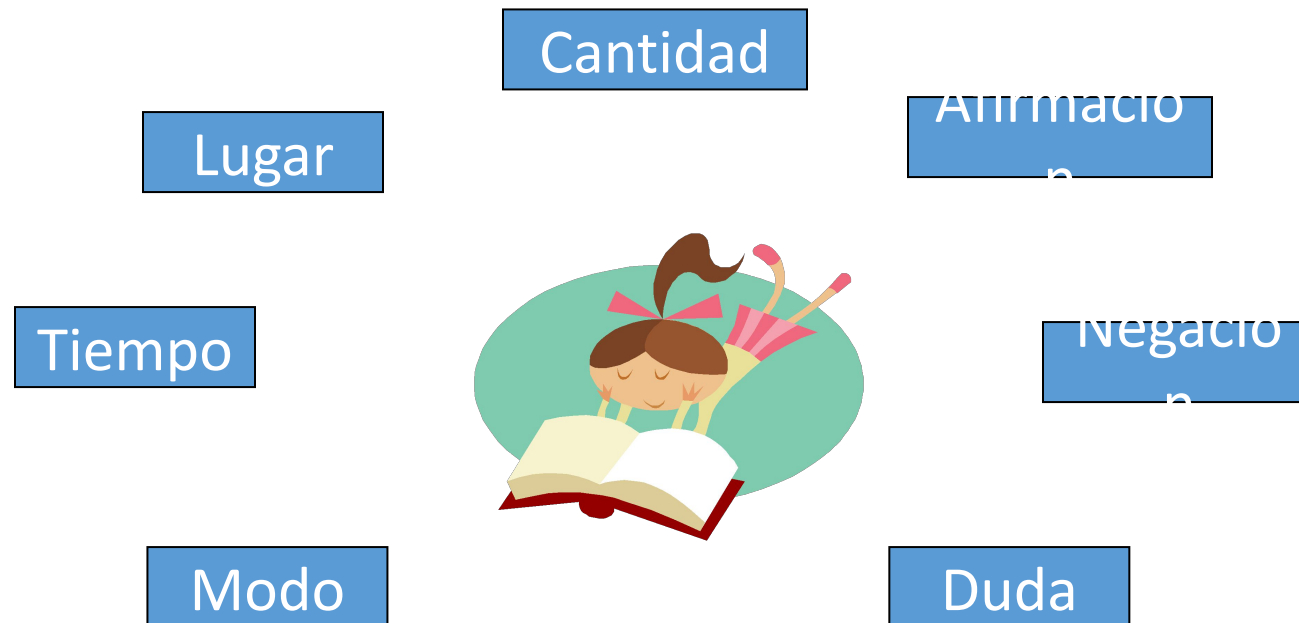 Cantidad
Afirmacio
n
Lugar
Tiempo
Negacio
n
Modo
Duda